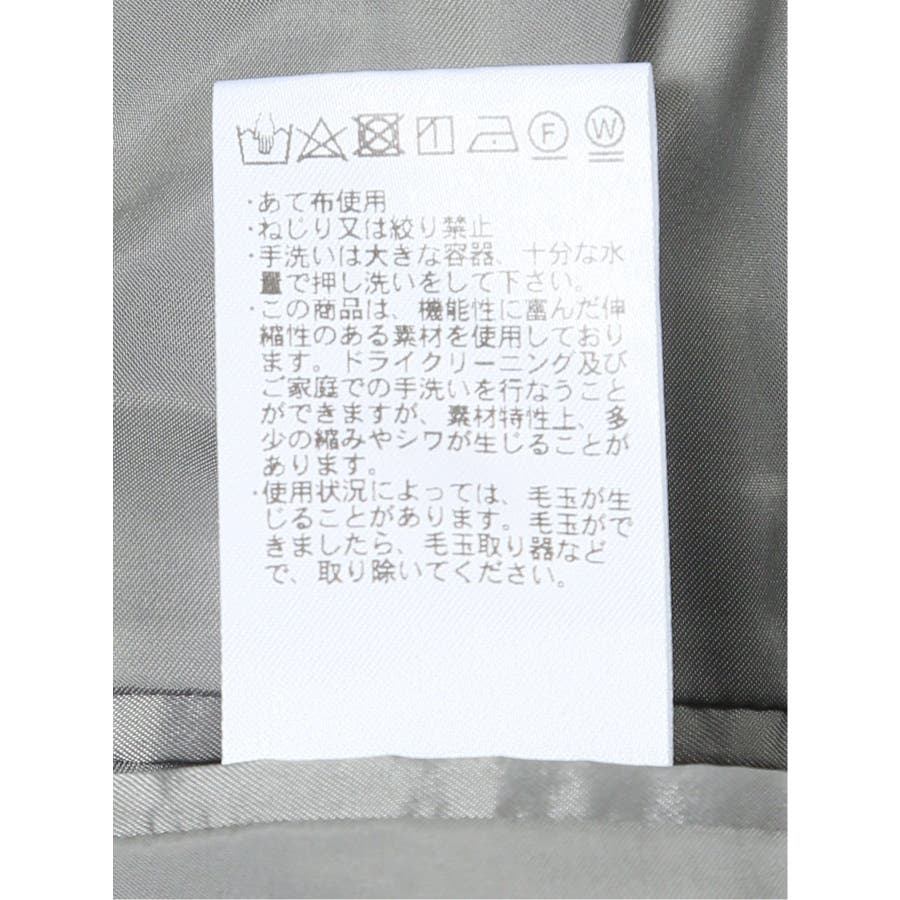 F W
・あて布使用
・ねじり又は絞り禁止
・手洗いは大きな容器、十分な水
量で押し洗いをして下さい。
・この商品は、機能性に富んだ伸
縮性のある素材を使用しており
ます。ドライクリーニング及び
ご家庭での手洗いを行なうこと
ができますが、素材特性上、多
少の縮みやシワが生じることが
あります。
・使用状況によっては、毛玉が生
じることがあります。毛玉がで
きましたら、毛玉取り器などで
で、取り除いてください。